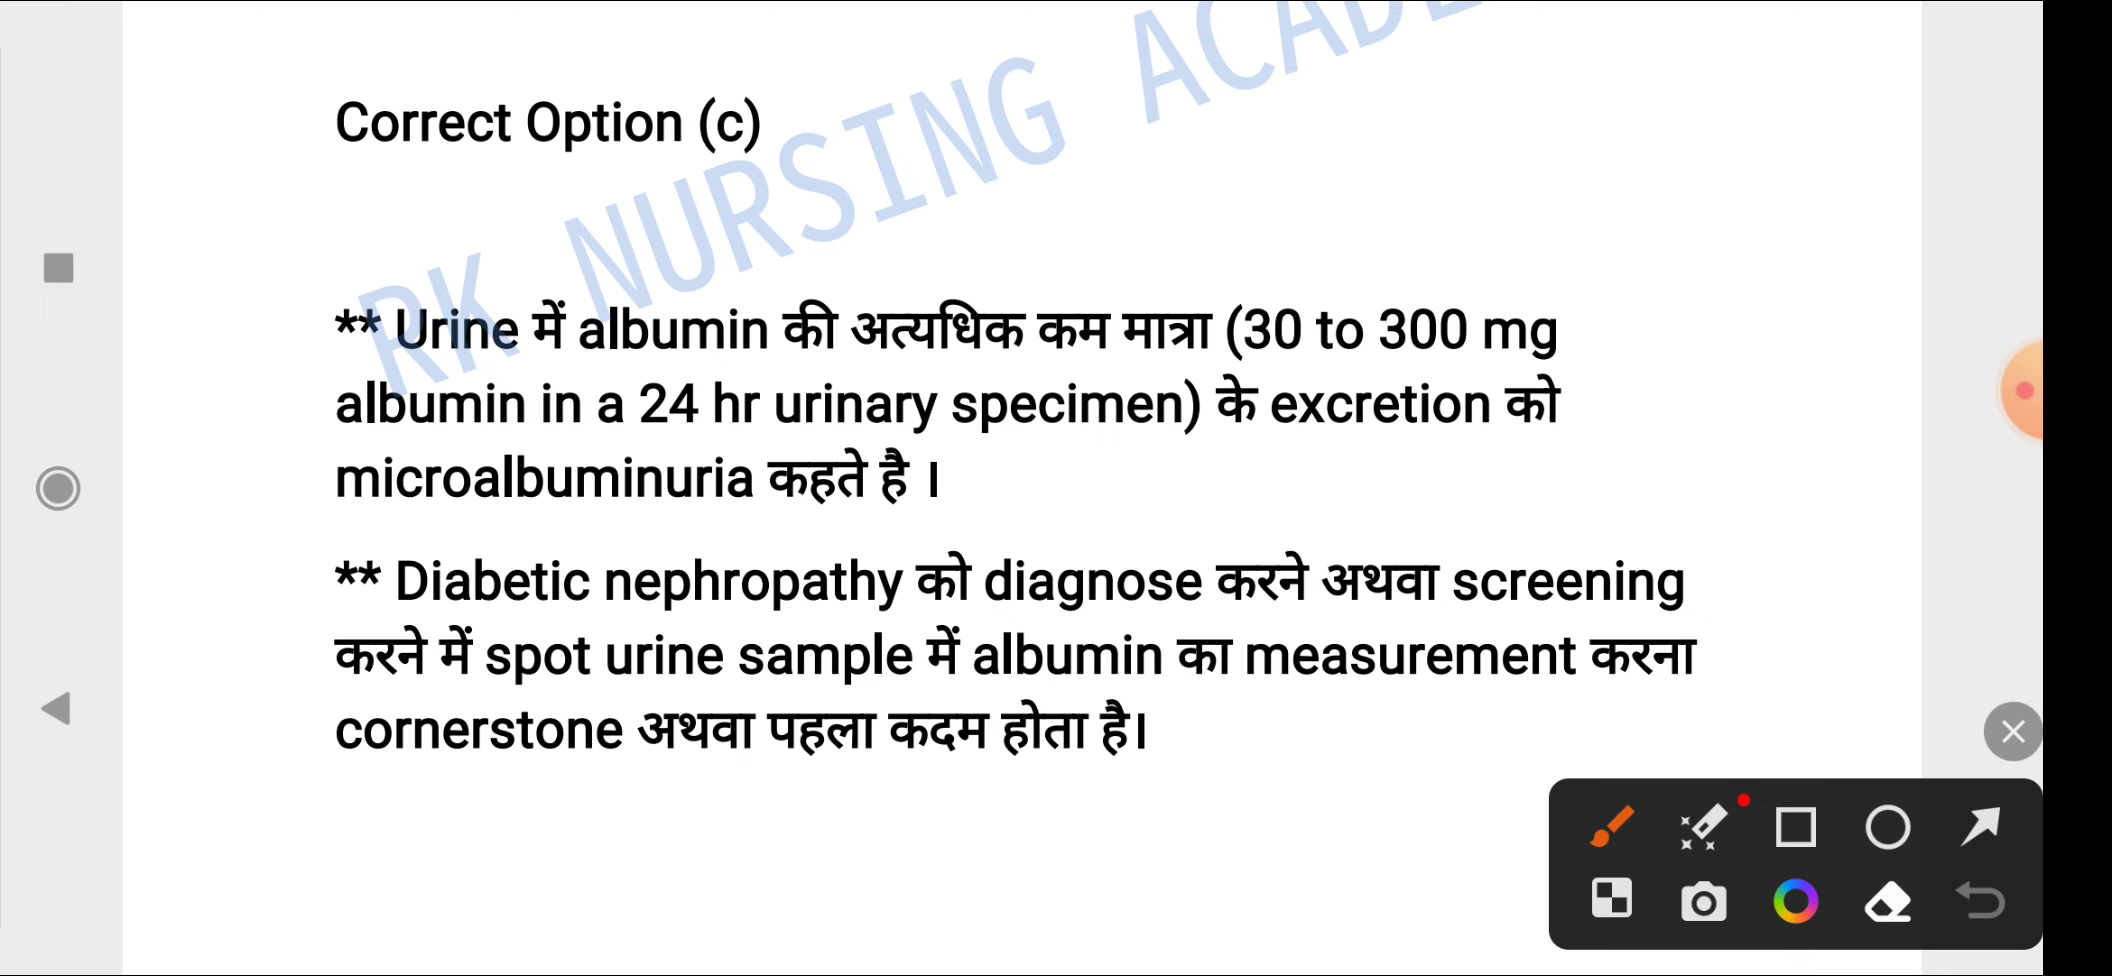 RK NURSING
Correct Option (c)
** Urine में albumin की अत्यधिक कम मात्रा (30 to 300 mg
albumin in a 24 hr urinary specimen) के excretion को
microalbuminuria कहते है ।
** Diabetic nephropathy को diagnose करने अथवा screening
करने में spot urine sample में albumin का measurement करना
cornerstone अथवा पहला कदम होता है।